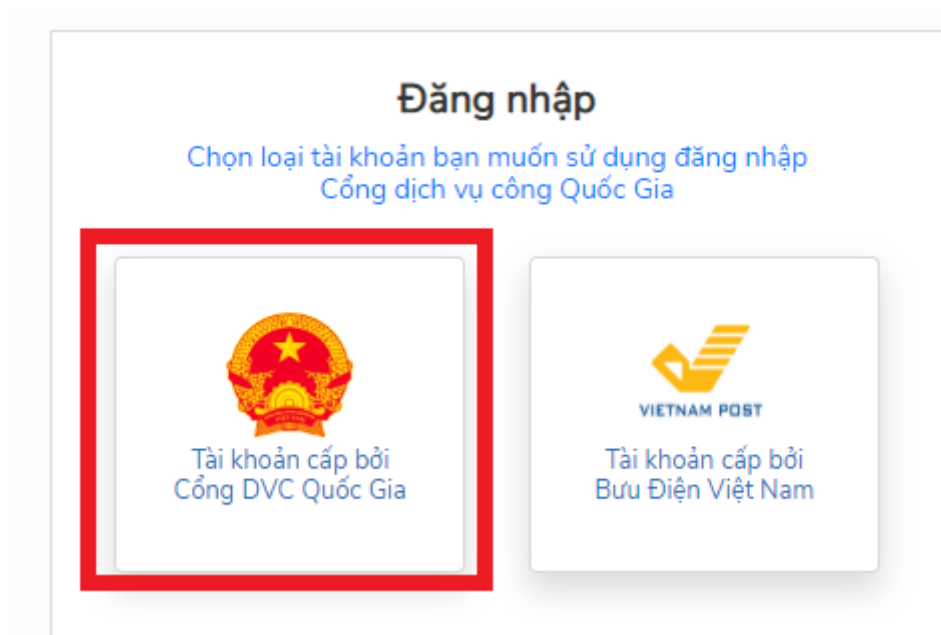 Đăng nhập
Chọn loại tài khoản bạn muốn sử dụng đăng nhập
Cổng dịch vụ công Quốc Gia
Tài khoản cấp bởi
Cổng DVC Quốc Gia
VIETNAM POST
Tài khoản cấp bởi
Bưu Điện Việt Nam